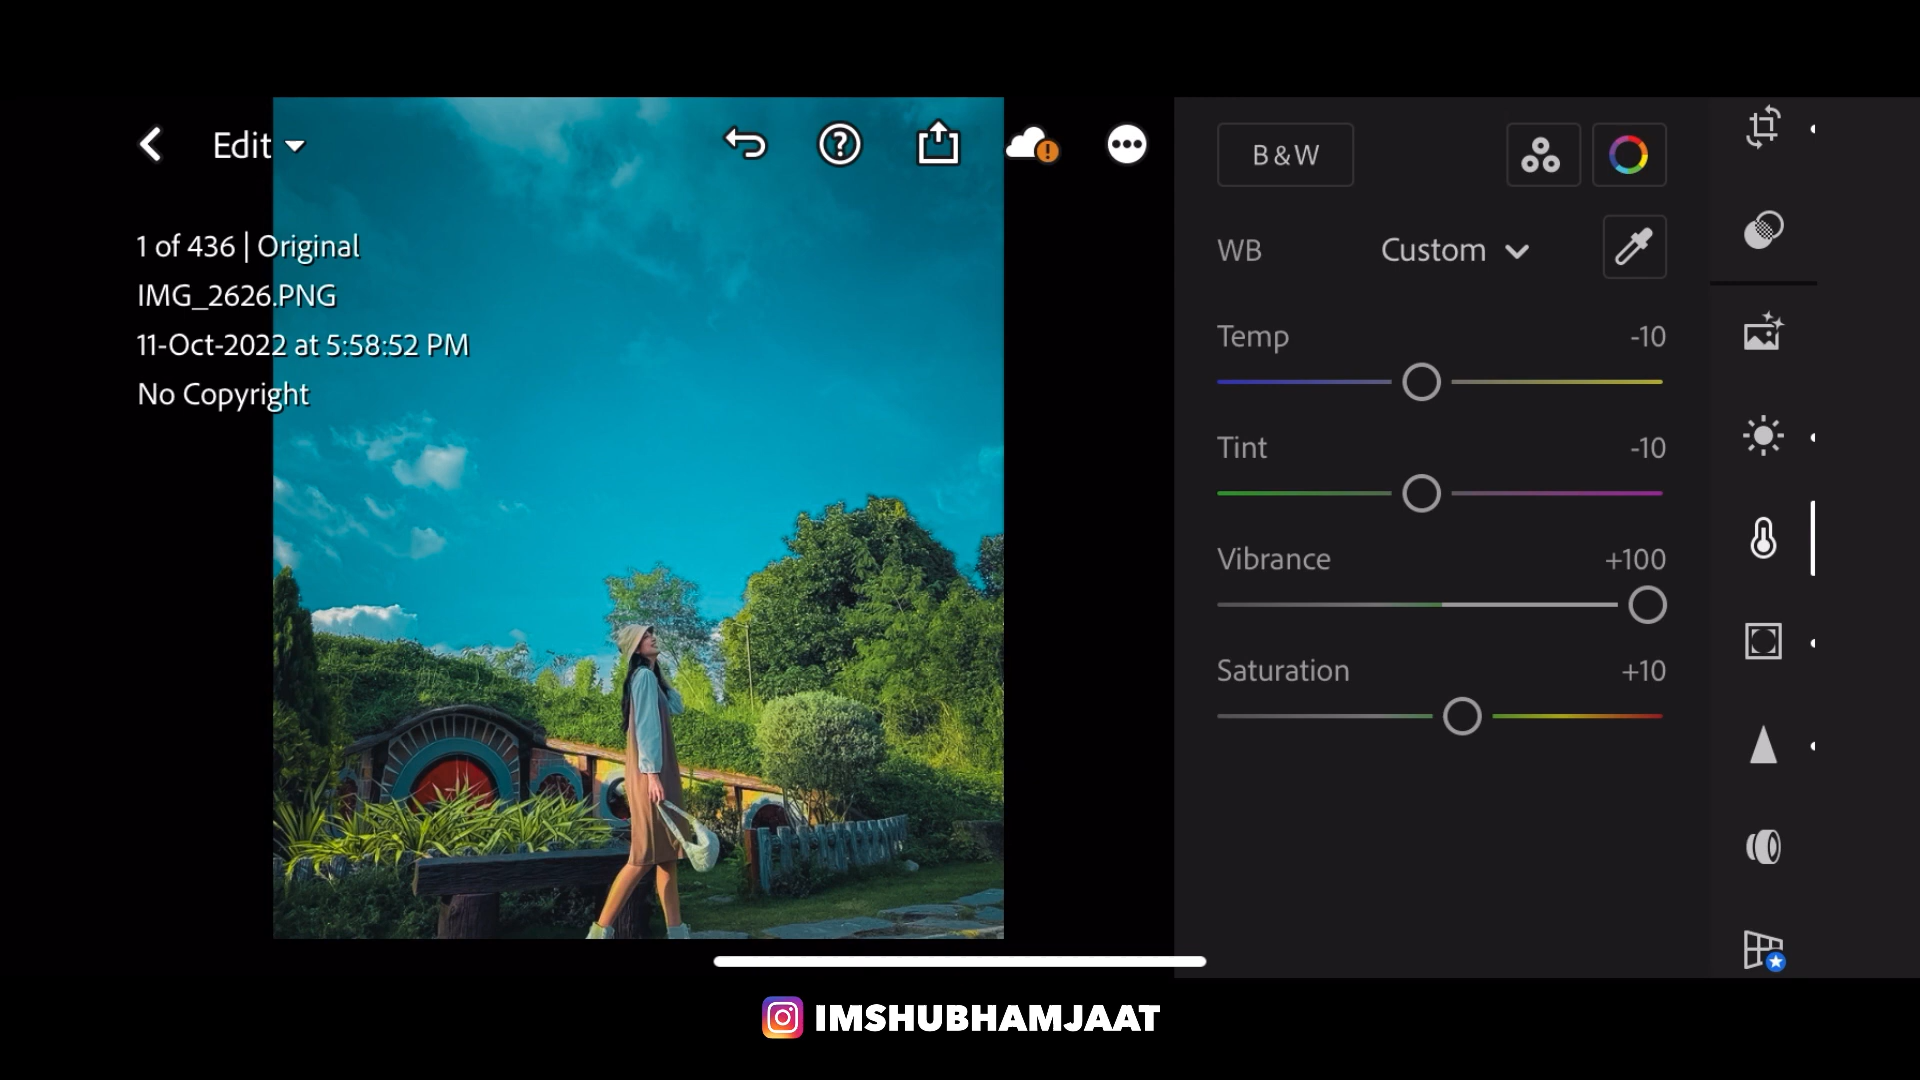 Edit
1 of 436 | Original
IMG_2626.PNG
11-Oct-2022 at 5:58:52 PM
No Copyright
B&W
WB Custom
Temp -10
Tint -10
Vibrance +100
Saturation +10
IMSHUBHAMJAAT